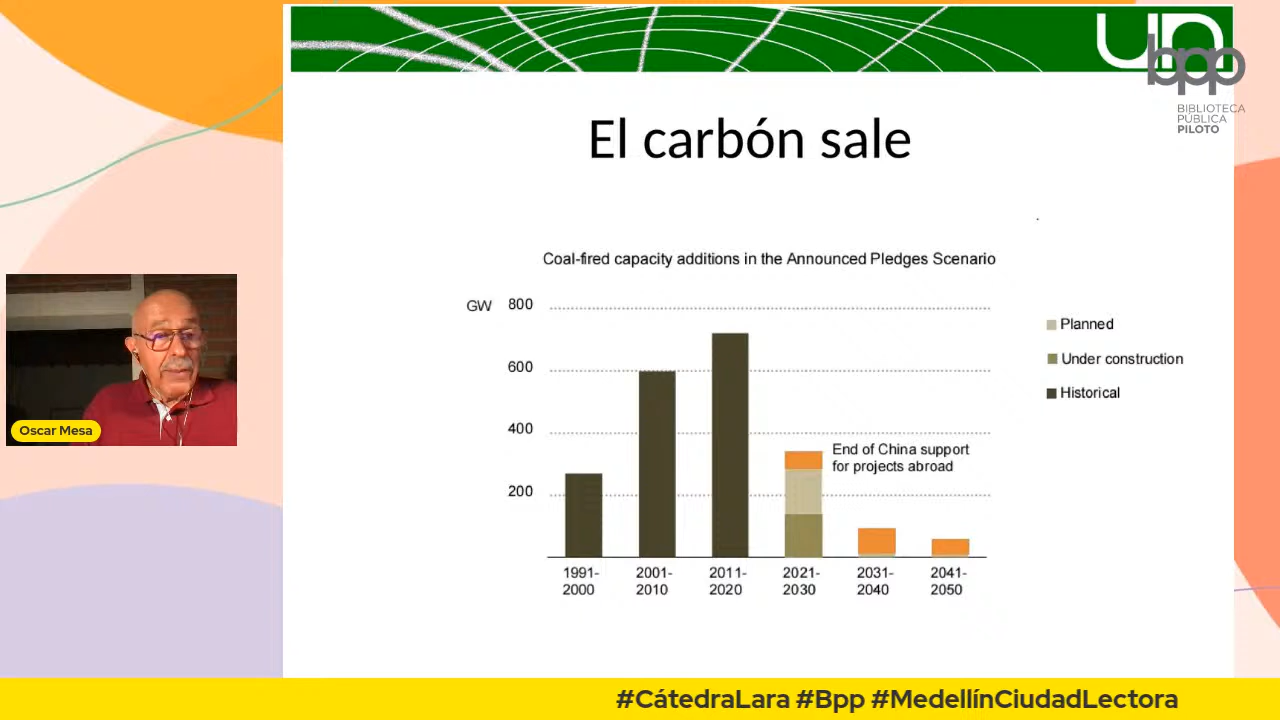 UN
bpp
BIBLIOTECA
PÚBLICA
PILOTO
El carbón sale
Coal-fired capacity additions in the Announced Pledges Scenario
GW
800
600
400
200
End of China support
for projects abroad
Planned
Under construction
Historical
1991-
2000
2001-
2010
2011-
2020
2021-
2030
2031-
2040
2041-
2050
Oscar Mesa
#CátedraLara #Bpp #MedellínCiudadLectora